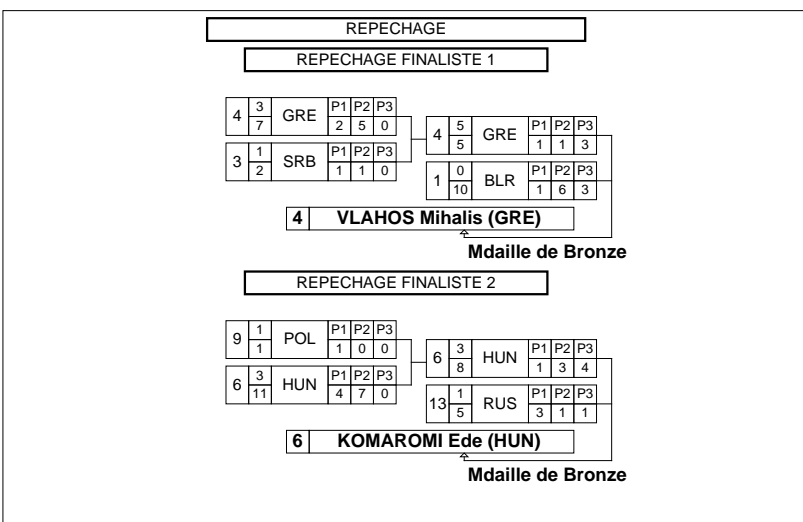 REPECHAGE
REPECHAGE FINALISTE 1
4 3 7 GRE P1 P2 P3 2 5 0
3 1 2 SRB P1 P2 P3 1 1 0
4 5 5 GRE P1 P2 P3 1 1 3
1 0 10 BLR P1 P2 P3 1 6 3
4 VLAHOS Mihalis (GRE)
Mdaille de Bronze
REPECHAGE FINALISTE 2
9 1 1 POL P1 P2 P3 1 0 0
6 3 11 HUN P1 P2 P3 4 7 0
6 3 8 HUN P1 P2 P3 1 3 4
13 1 5 RUS P1 P2 P3 3 1 1
6 KOMAROMI Ede (HUN)
Mdaille de Bronze